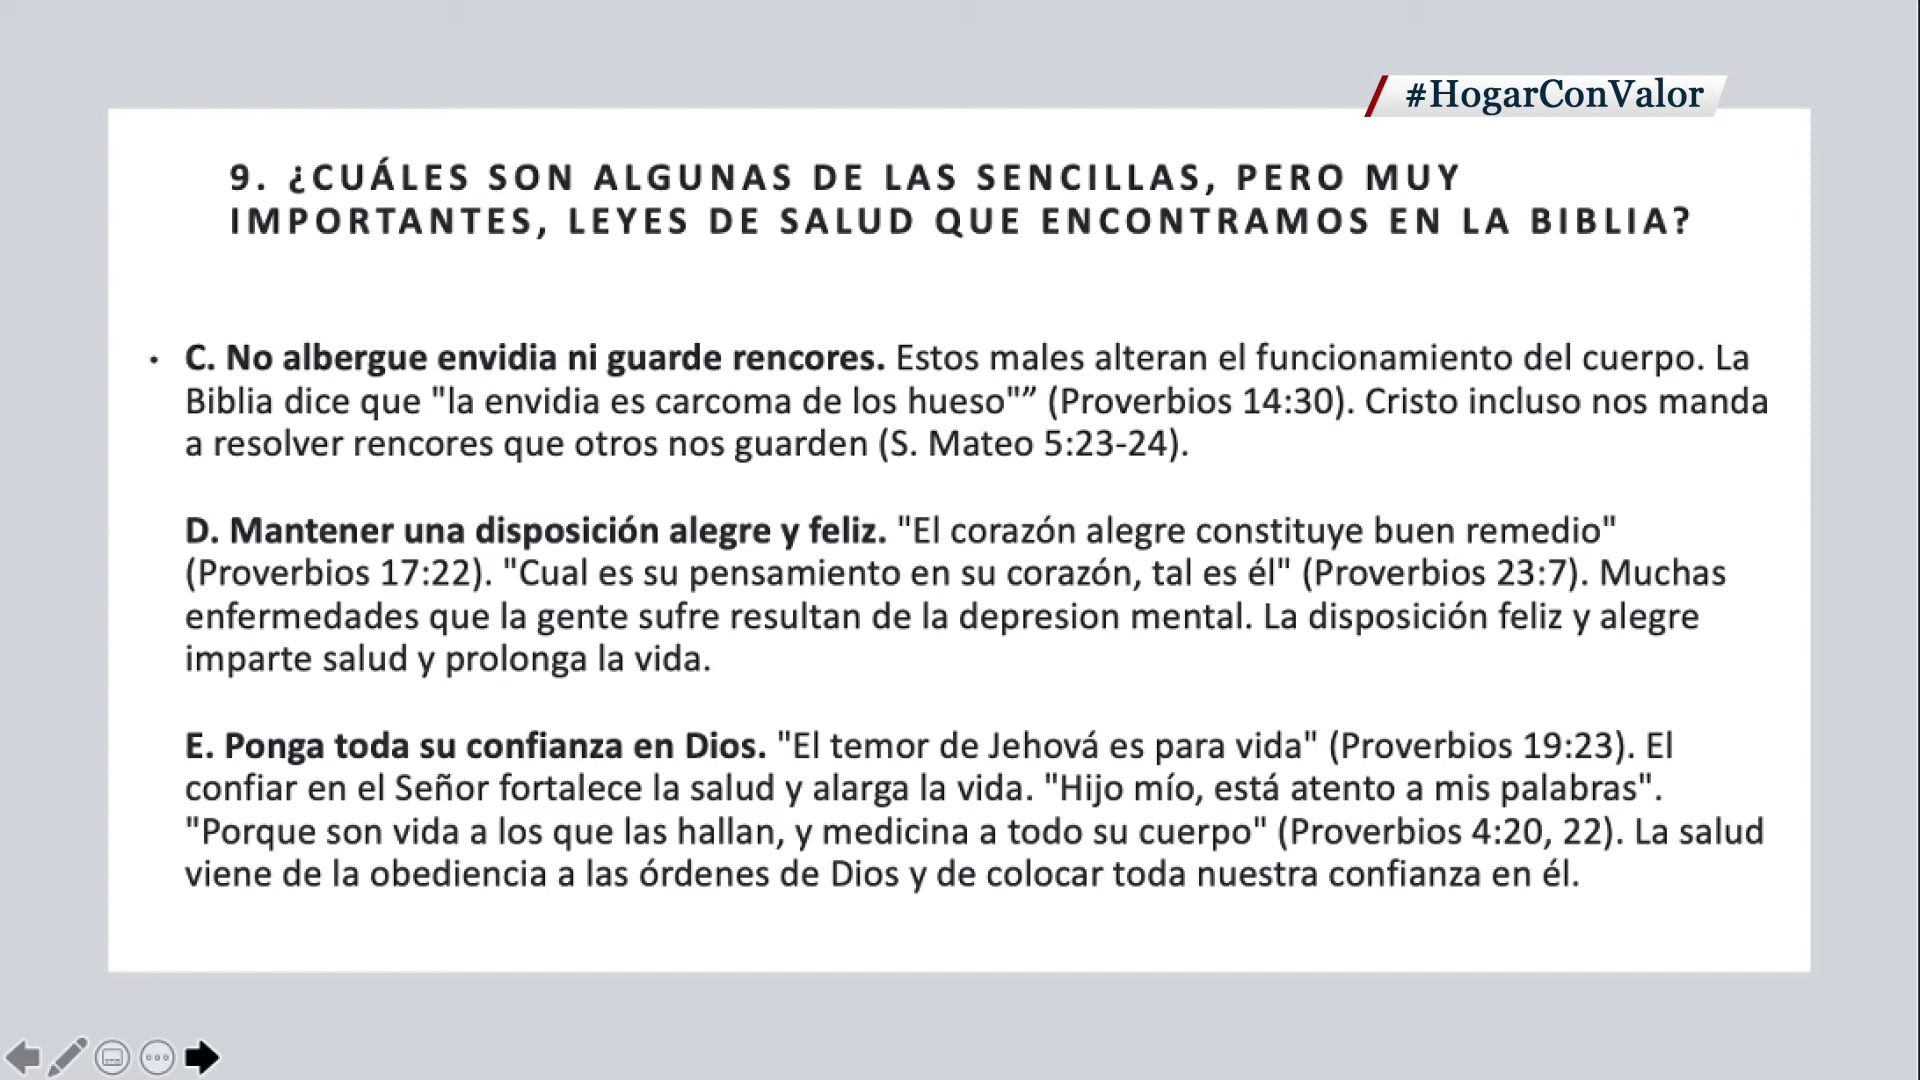 #HogarConValor
9. ¿CUÁLES SON ALGUNAS DE LAS SENCILLAS, PERO MUY
IMPORTANTES, LEYES DE SALUD QUE ENCONTRAMOS EN LA BIBLIA?
• C. No albergue envidia ni guarde rencores. Estos males alteran el funcionamiento del cuerpo. La
Biblia dice que "la envidia es carcoma de los hueso"” (Proverbios 14:30). Cristo incluso nos manda
a resolver rencores que otros nos guarden (S. Mateo 5:23-24).
D. Mantener una disposición alegre y feliz. "El corazón alegre constituye buen remedio"
(Proverbios 17:22). "Cual es su pensamiento en su corazón, tal es él" (Proverbios 23:7). Muchas
enfermedades que la gente sufre resultan de la depresion mental. La disposición feliz y alegre
imparte salud y prolonga la vida.
E. Ponga toda su confianza en Dios. "El temor de Jehová es para vida" (Proverbios 19:23). El
confiar en el Señor fortalece la salud y alarga la vida. "Hijo mío, está atento a mis palabras".
"Porque son vida a los que las hallan, y medicina a todo su cuerpo" (Proverbios 4:20, 22). La salud
viene de la obediencia a las órdenes de Dios y de colocar toda nuestra confianza en él.